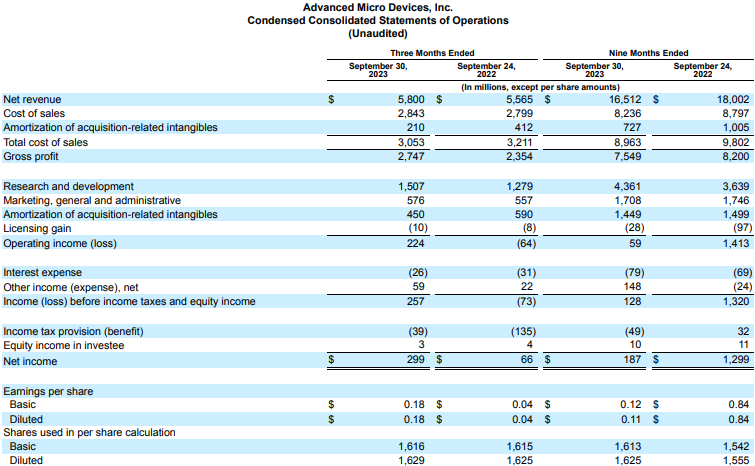 Advanced Micro Devices, Inc.
Condensed Consolidated Statements of Operations
(Unaudited)
Three Months Ended Nine Months Ended
September 30, 2023 September 24, 2022 September 30, 2023 September 24, 2022
(In millions, except per share amounts)
Net revenue $ 5,800 $ 5,565 $ 16,512 $ 18,002
Cost of sales 2,843 2,799 8,236 8,797
Amortization of acquisition-related intangibles 210 412 727 1,005
Total cost of sales 3,053 3,211 8,963 9,802
Gross profit 2,747 2,354 7,549 8,200
Research and development 1,507 1,279 4,361 3,639
Marketing, general and administrative 576 557 1,708 1,746
Amortization of acquisition-related intangibles 450 590 1,449 1,499
Licensing gain (10) (8) (28) (97)
Operating income (loss) 224 (64) 59 1,413
Interest expense (26) (31) (79) (69)
Other income (expense), net 59 22 148 (24)
Income (loss) before income taxes and equity income 257 (73) 128 1,320
Income tax provision (benefit) (39) (135) (49) 32
Equity income in investee 3 4 10 11
Net income $ 299 $ 66 $ 187 $ 1,299
Earnings per share
Basic $ 0.18 $ 0.04 $ 0.12 $ 0.84
Diluted $ 0.18 $ 0.04 $ 0.11 $ 0.84
Shares used in per share calculation
Basic 1,616 1,615 1,613 1,542
Diluted 1,629 1,625 1,625 1,555